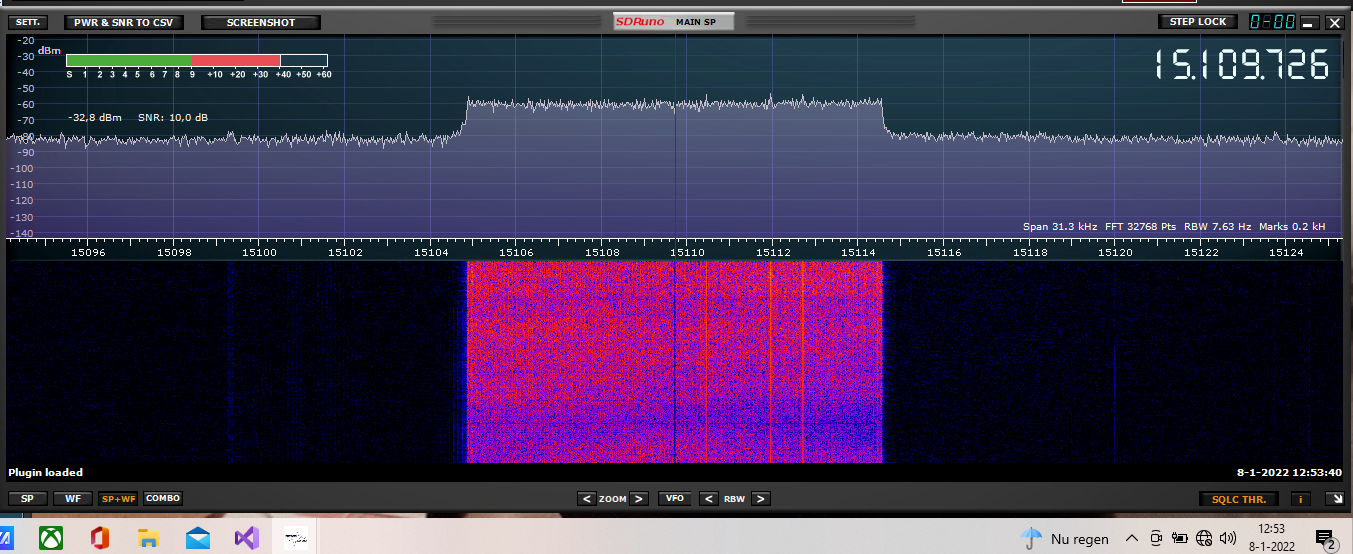 SETT. PWR & SNR TO CSV SCREENSHOT SDRuno MAIN SP STEP LOCK 0-00
-20
dBm
-30
-40
-50
-60
-70
-80
-90
-100
-110
-120
-130
-140
S 1 2 3 4 5 6 7 8 9 +10 +20 +30 +40 +50 +60
15.109.726
-32,8 dBm SNR: 10,0 dB
Span 31.3 kHz FFT 32768 Pts RBW 7.63 Hz Marks 0.2 kH
15096 15098 15100 15102 15104 15106 15108 15110 15112 15114 15116 15118 15120 15122 15124
Plugin loaded 8-1-2022 12:53:40
SP WF SP+WF COMBO < ZOOM > VFO < RBW > SQLC THR. i
Nu regen 12:53
8-1-2022 2